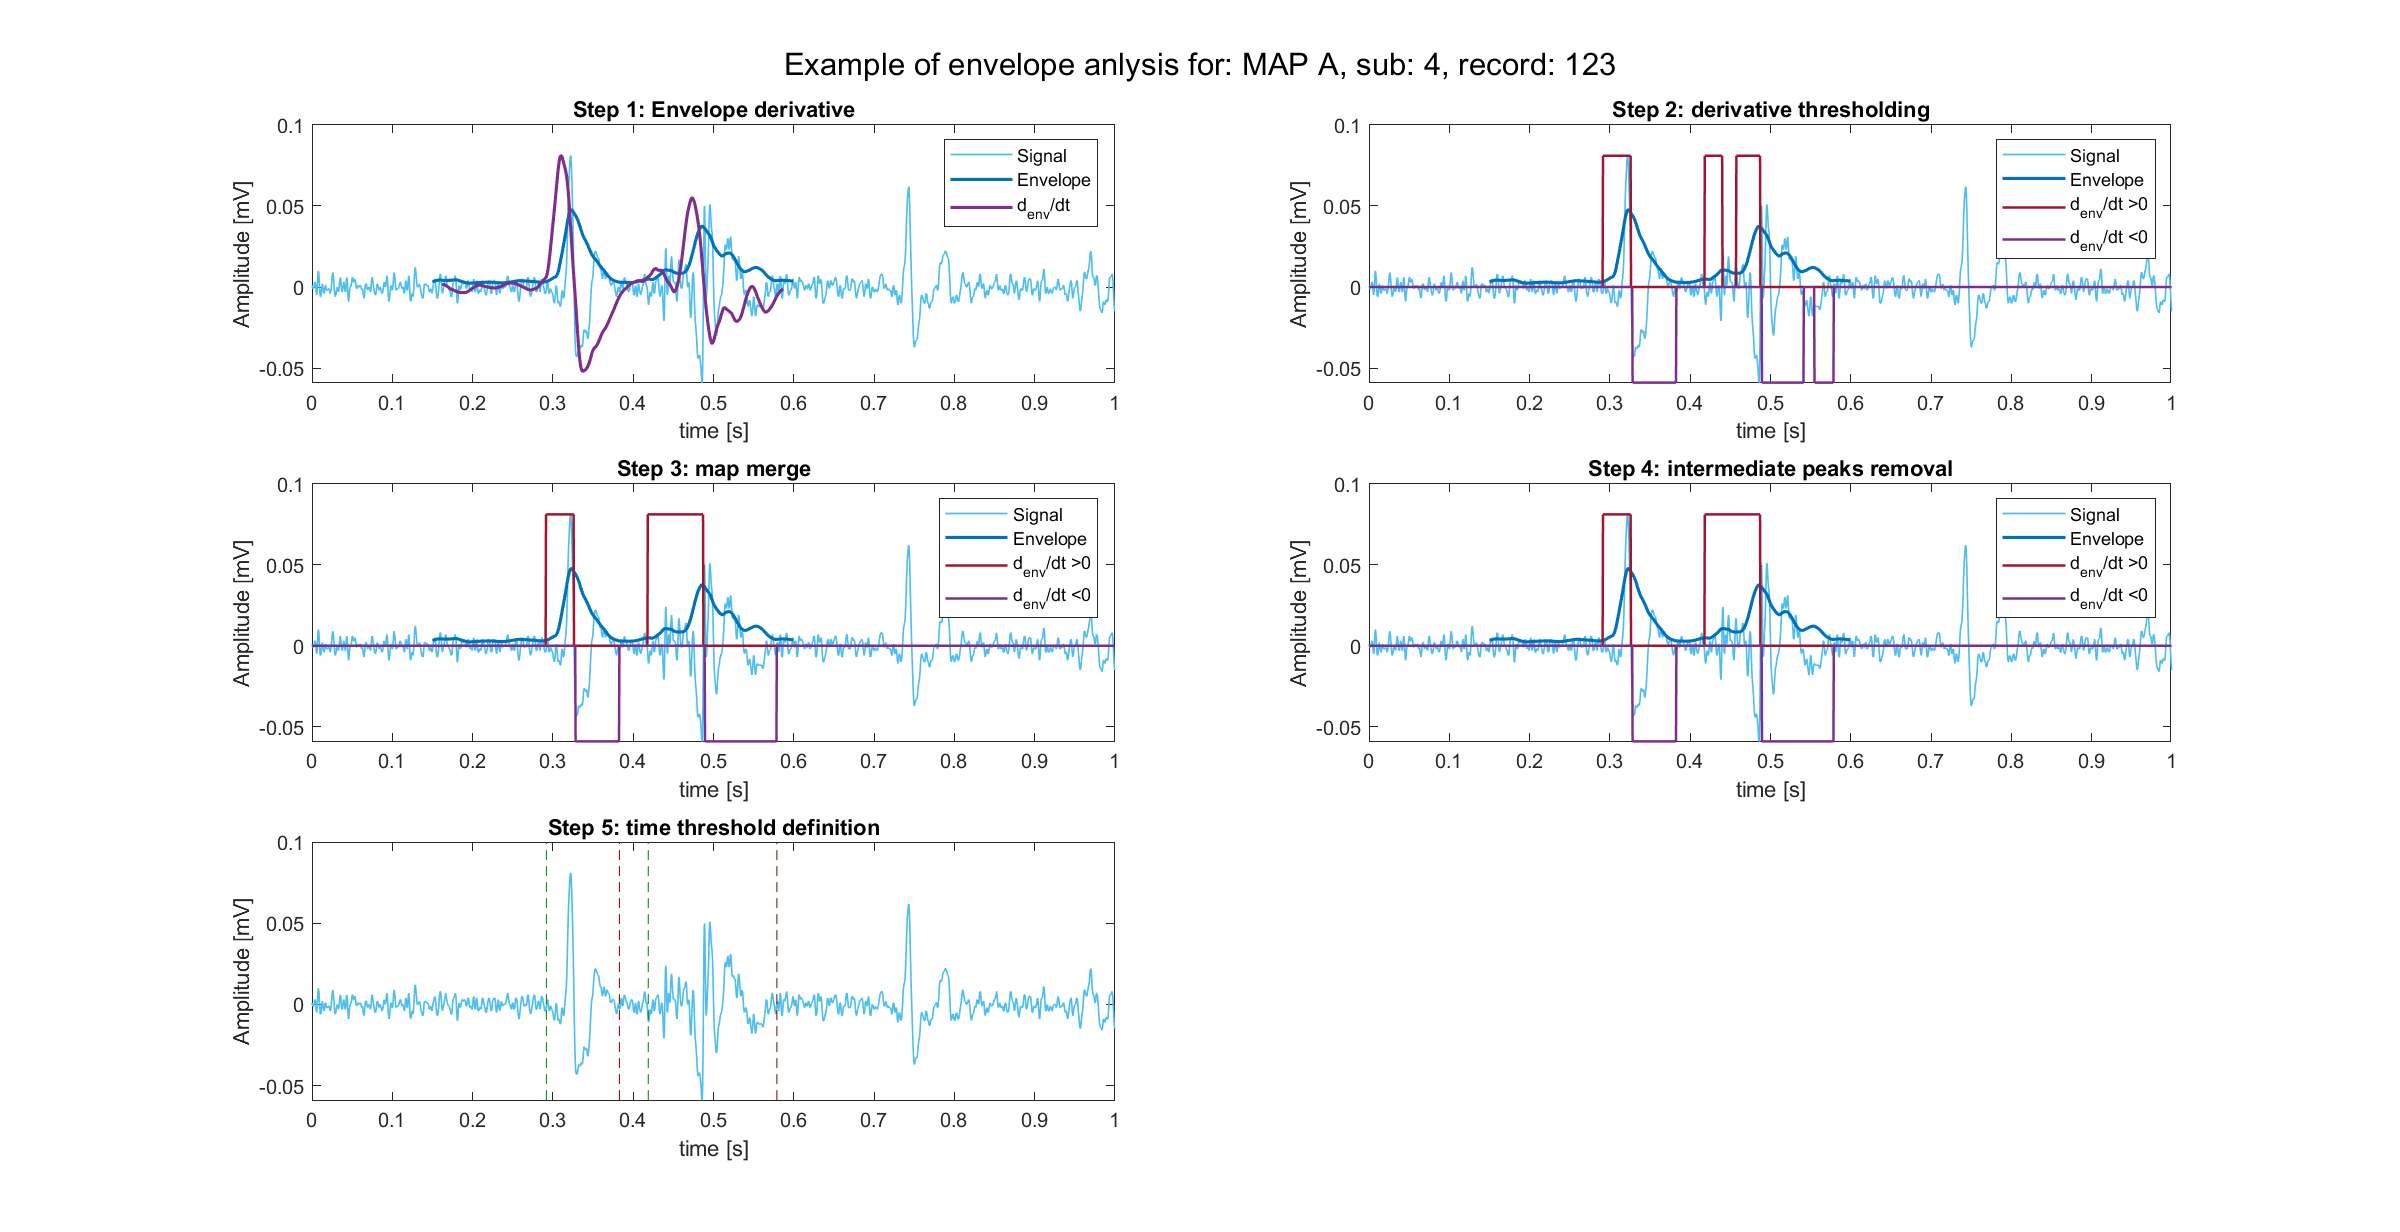 Example of envelope anlysis for: MAP A, sub: 4, record: 123
Step 1: Envelope derivative
0.1
0.05
0
-0.05
Amplitude [mV]
0 0.1 0.2 0.3 0.4 0.5 0.6 0.7 0.8 0.9 1
time [s]
Signal
Envelope
d_env/dt
Step 2: derivative thresholding
0.1
0.05
0
-0.05
Amplitude [mV]
0 0.1 0.2 0.3 0.4 0.5 0.6 0.7 0.8 0.9 1
time [s]
Signal
Envelope
d_env/dt >0
d_env/dt <0
Step 3: map merge
0.1
0.05
0
-0.05
Amplitude [mV]
0 0.1 0.2 0.3 0.4 0.5 0.6 0.7 0.8 0.9 1
time [s]
Signal
Envelope
d_env/dt >0
d_env/dt <0
Step 4: intermediate peaks removal
0.1
0.05
0
-0.05
Amplitude [mV]
0 0.1 0.2 0.3 0.4 0.5 0.6 0.7 0.8 0.9 1
time [s]
Signal
Envelope
d_env/dt >0
d_env/dt <0
Step 5: time threshold definition
0.1
0.05
0
-0.05
Amplitude [mV]
0 0.1 0.2 0.3 0.4 0.5 0.6 0.7 0.8 0.9 1
time [s]